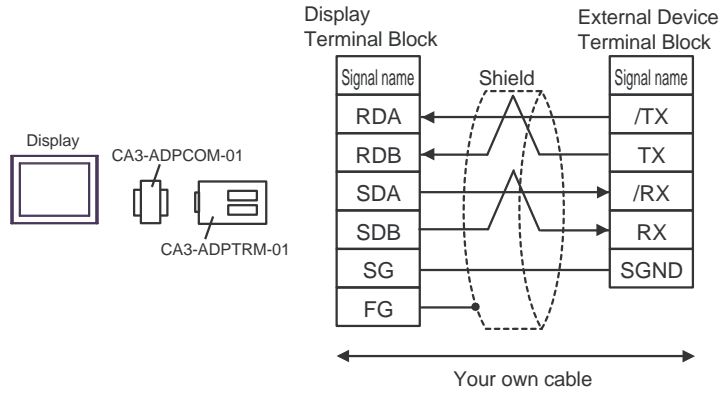 Display
Terminal Block
External Device
Terminal Block
Signal name
Shield
Signal name
RDA
/TX
RDB
TX
SDA
/RX
SDB
RX
SG
SGND
FG
Display
CA3-ADPCOM-01
CA3-ADPTRM-01
Your own cable